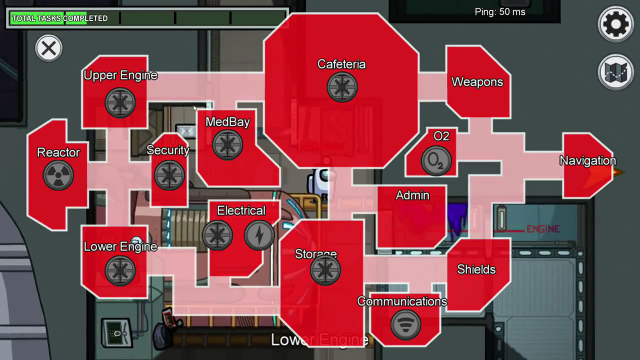 TOTAL TASKS COMPLETED
Ping: 50 ms
Cafeteria
Upper Engine
Weapons
MedBay
O2
Security
Reactor
Navigation
O2
Admin
Electrical
ENGINE
Lower Engine
Storage
Shields
Communications
Lower Engine